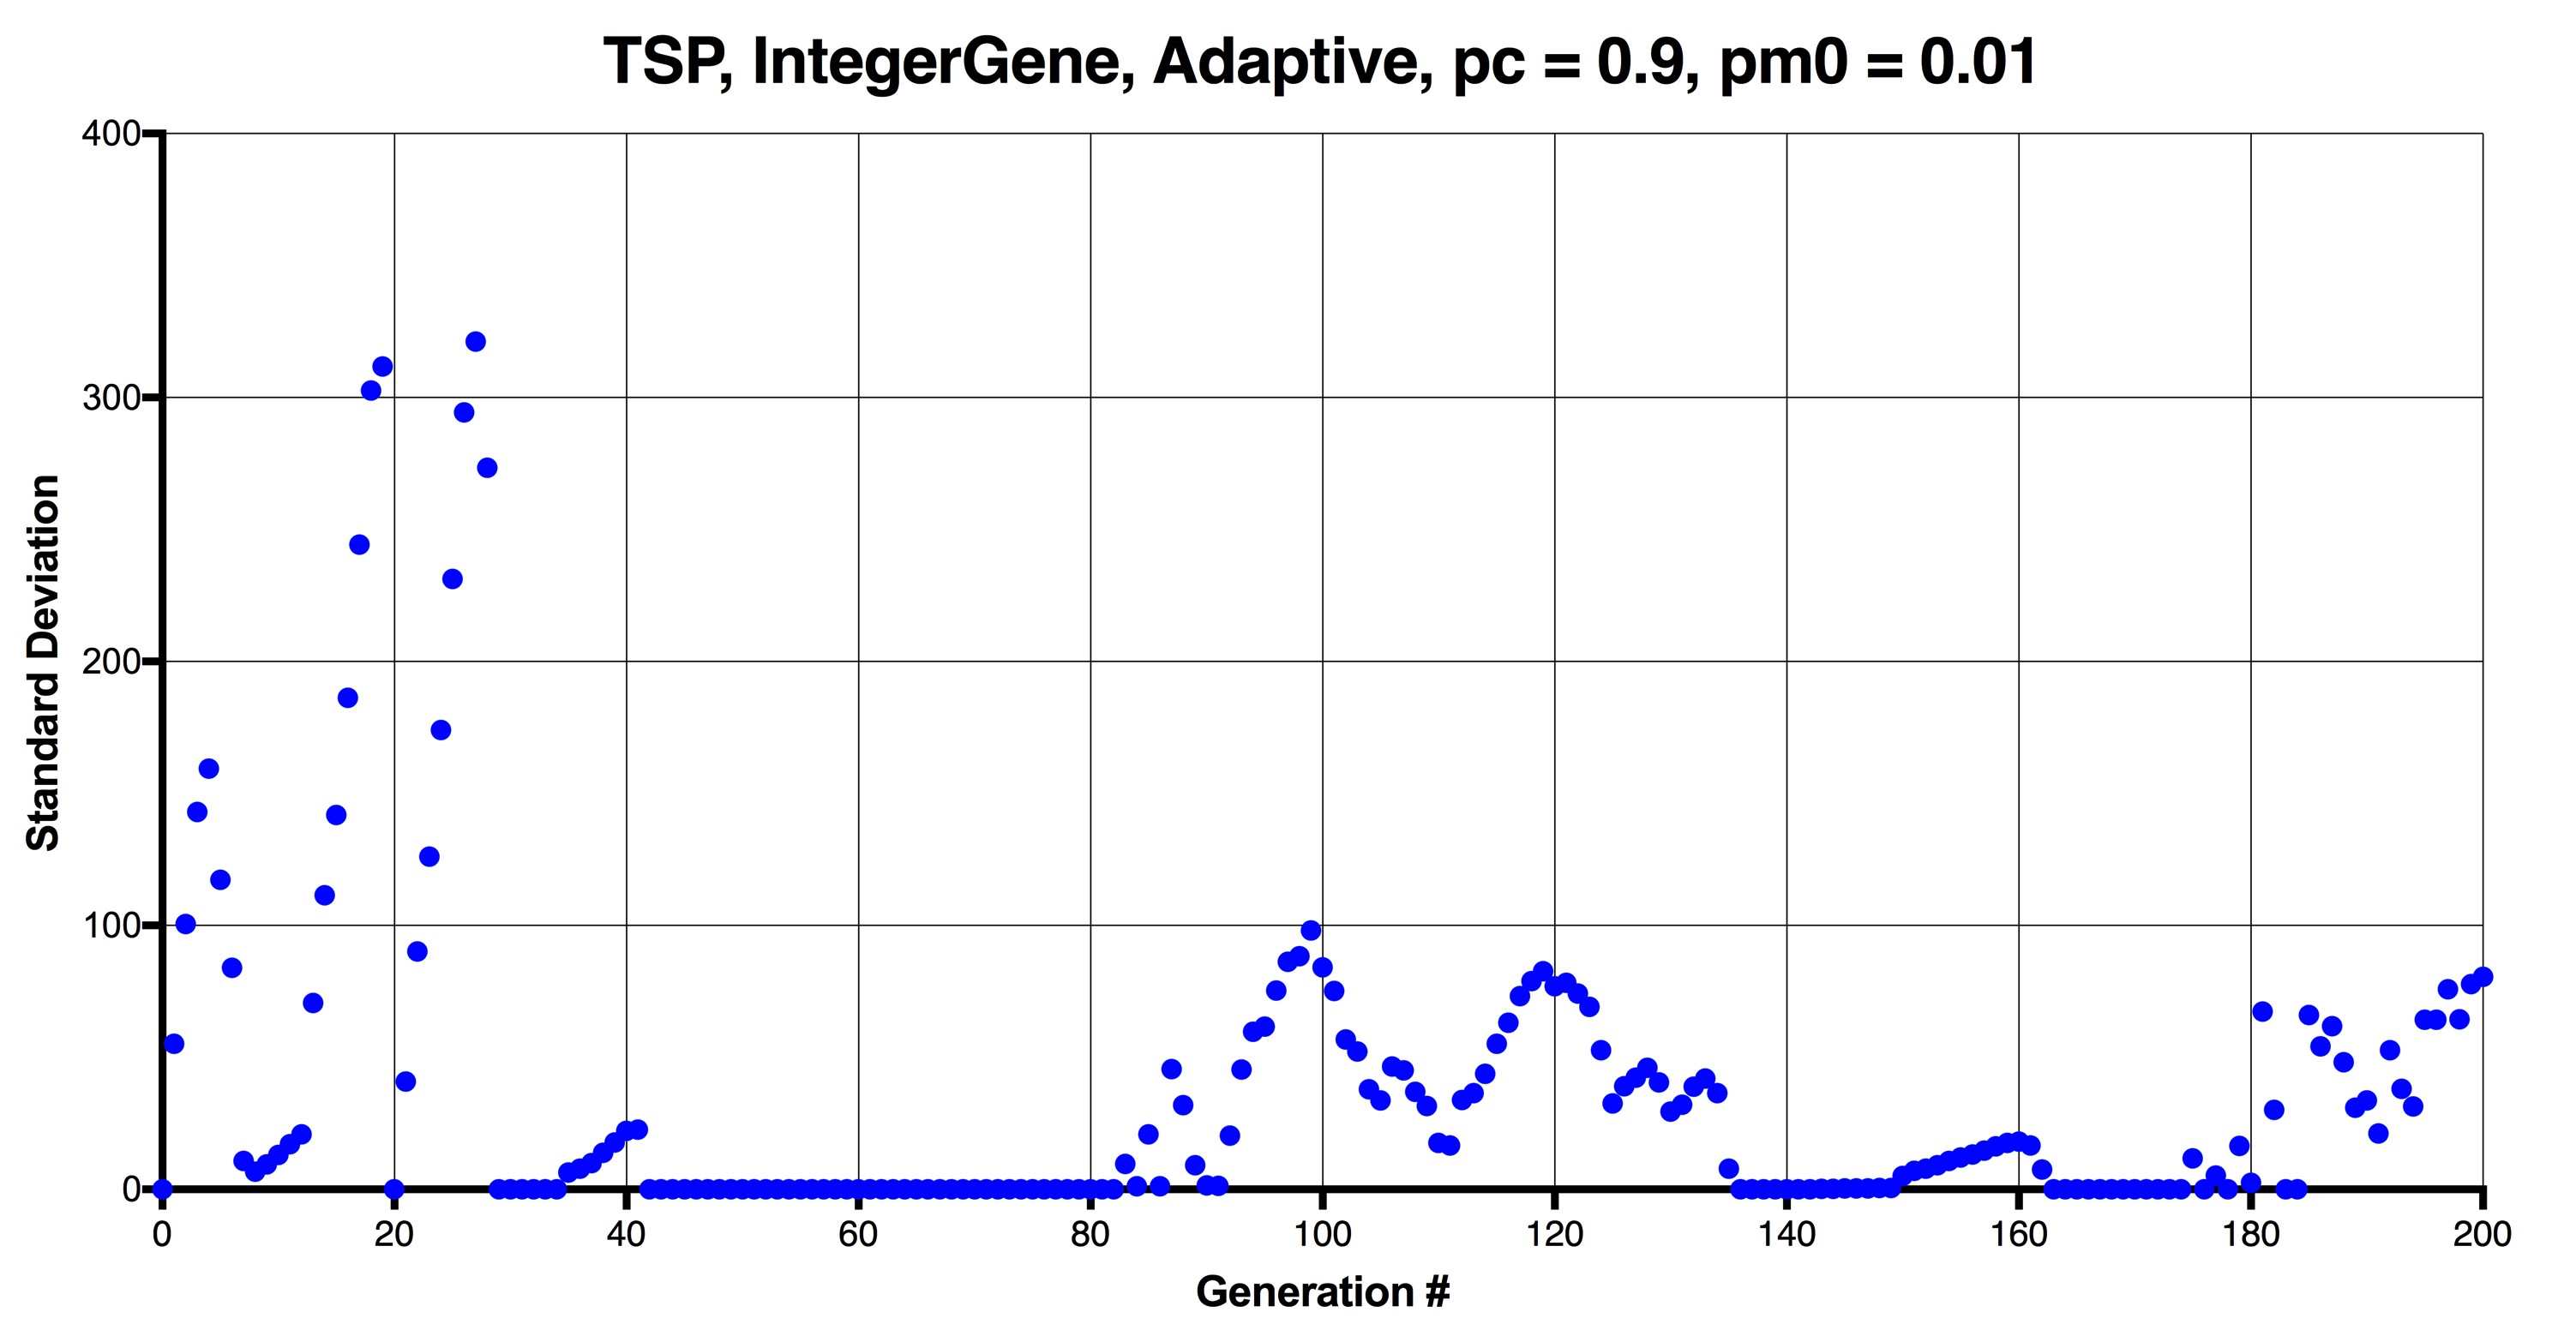 TSP, IntegerGene, Adaptive, pc = 0.9, pm0 = 0.01
400
300
200
100
0
Standard Deviation
0 20 40 60 80 100 120 140 160 180 200
Generation #